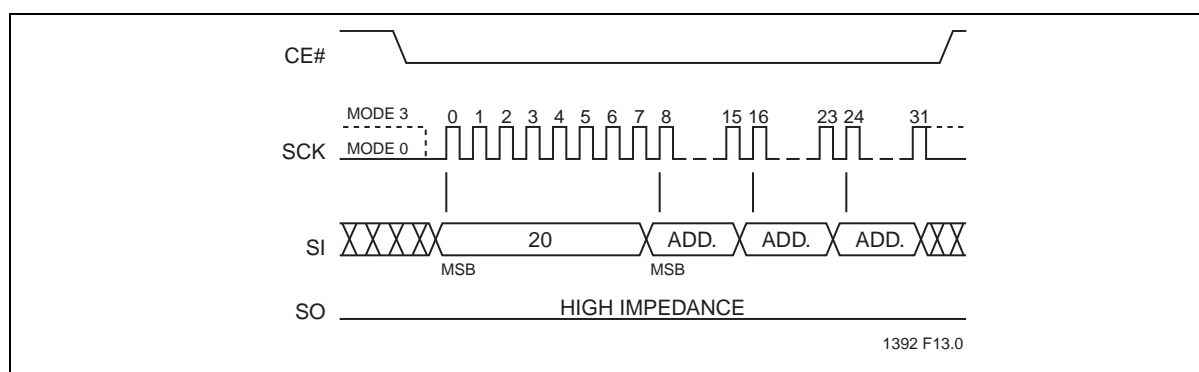 CE#
MODE 3
0 1 2 3 4 5 6 7 8 15 16 23 24 31
SCK
MODE 0
SI
20 ADD. ADD. ADD.
MSB MSB
SO
HIGH IMPEDANCE
1392 F13.0